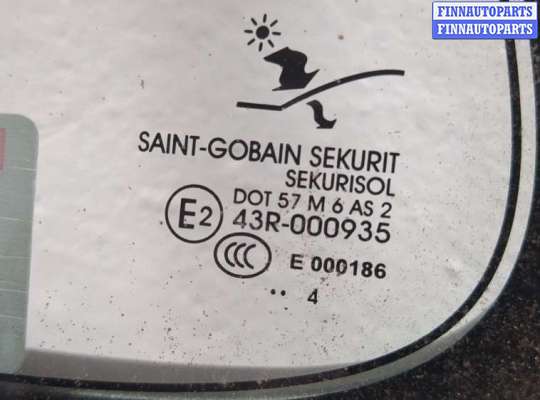 FINNAUTOPARTS
FINNAUTOPARTS
SAINT-GOBAIN SEKURIT
SEKURISOL
DOT 57 M 6 AS 2
E2 43R-000935
CCC E 000186
.. 4